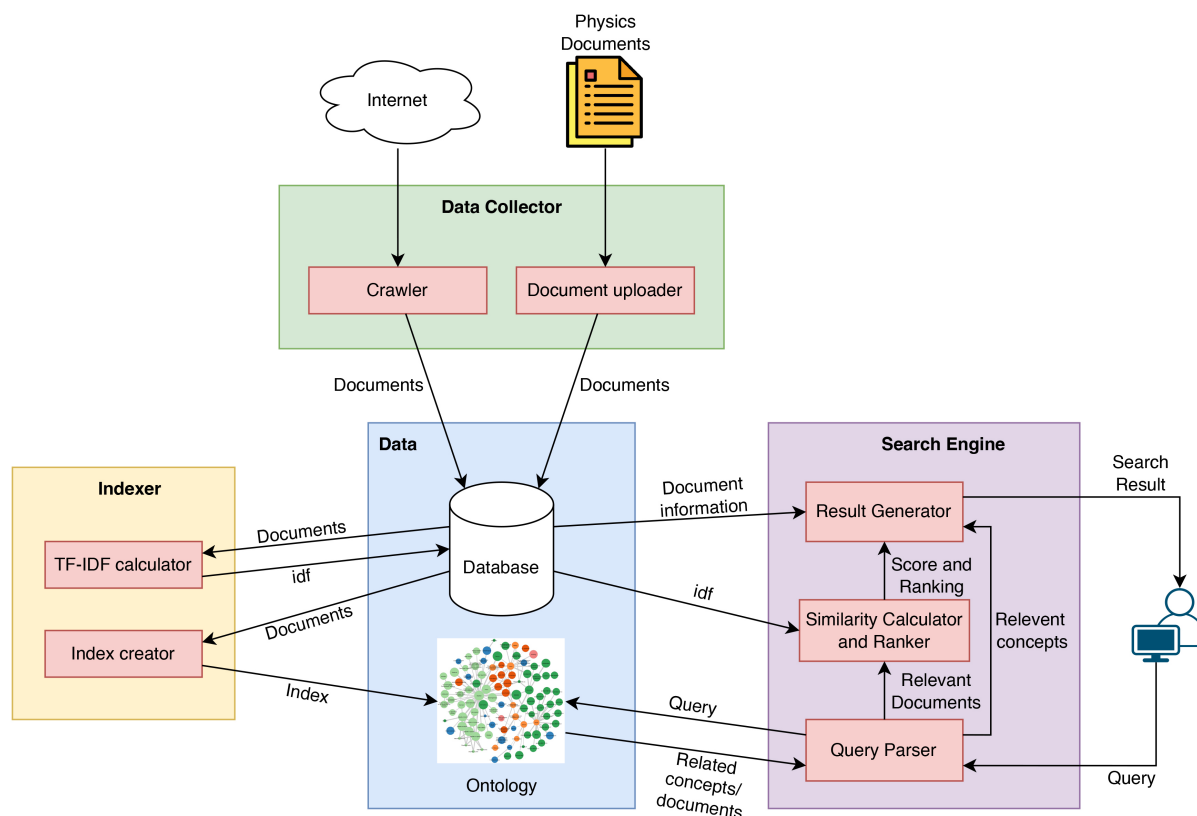 Physics
Documents
Internet
Data Collector
Crawler
Document uploader
Documents
Documents
Data
Search Engine
Indexer
Search
Result
Document
information
Result Generator
Documents
TF-IDF calculator
idf
Database
Score and
Ranking
idf
Documents
Similarity Calculator
and Ranker
Relevent
concepts
Index creator
Index
Relevant
Documents
Query
Query Parser
Related
concepts/
documents
Ontology
Query